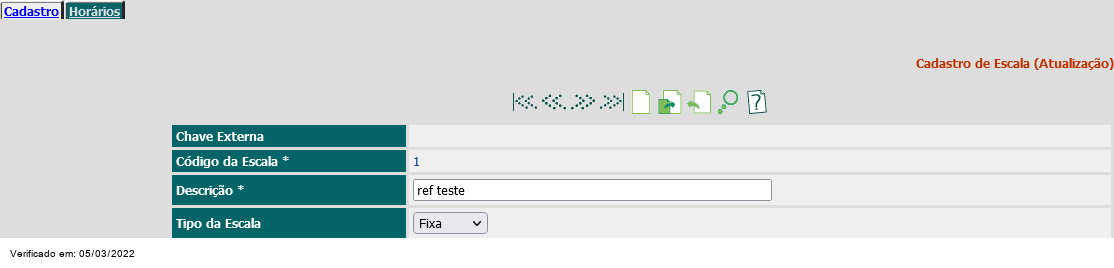 Cadastro Horários
Cadastro de Escala (Atualização)
?
Chave Externa
Código da Escala * 1
Descrição * ref teste
Tipo da Escala Fixa
Verificado em: 05/03/2022